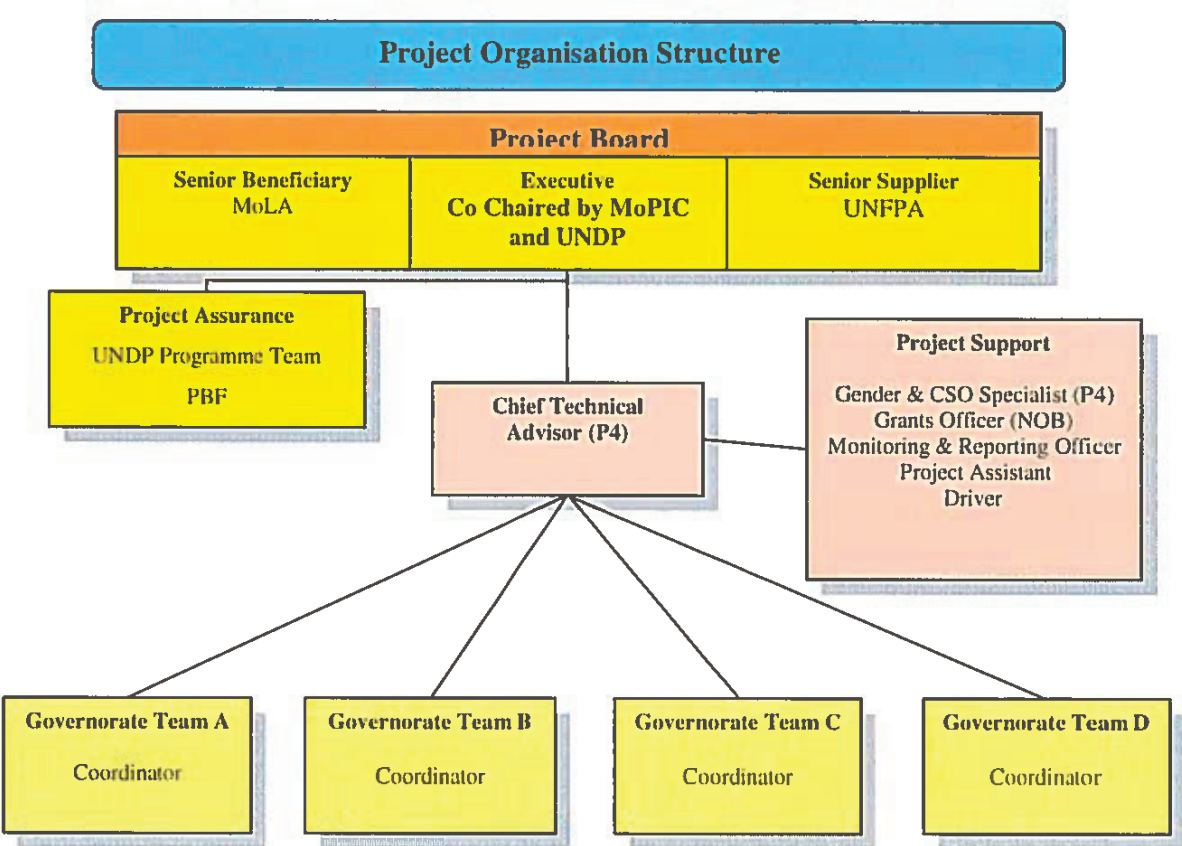 Project Organisation Structure
Project Board
Senior Beneficiary
MoLA
Executive
Co Chaired by MoPIC
and UNDP
Senior Supplier
UNFPA
Project Assurance
UNDP Programme Team
PBF
Chief Technical
Advisor (P4)
Project Support
Gender & CSO Specialist (P4)
Grants Officer (NOB)
Monitoring & Reporting Officer
Project Assistant
Driver
Governorate Team A
Coordinator
Governorate Team B
Coordinator
Governorate Team C
Coordinator
Governorate Team D
Coordinator